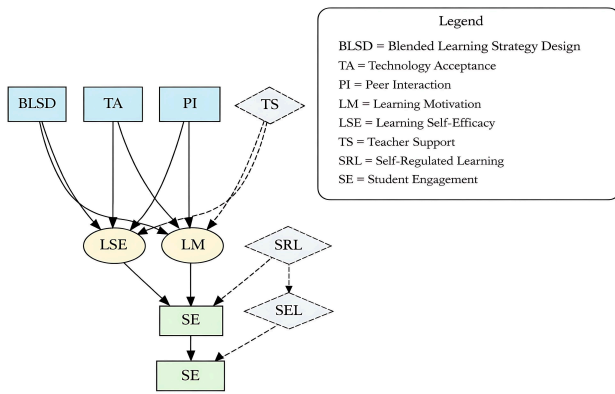 Legend
BLSD = Blended Learning Strategy Design
TA = Technology Acceptance
PI = Peer Interaction
LM = Learning Motivation
LSE = Learning Self-Efficacy
TS = Teacher Support
SRL = Self-Regulated Learning
SE = Student Engagement
BLSD
TA
PI
TS
LSE
LM
SRL
SE
SEL
SE